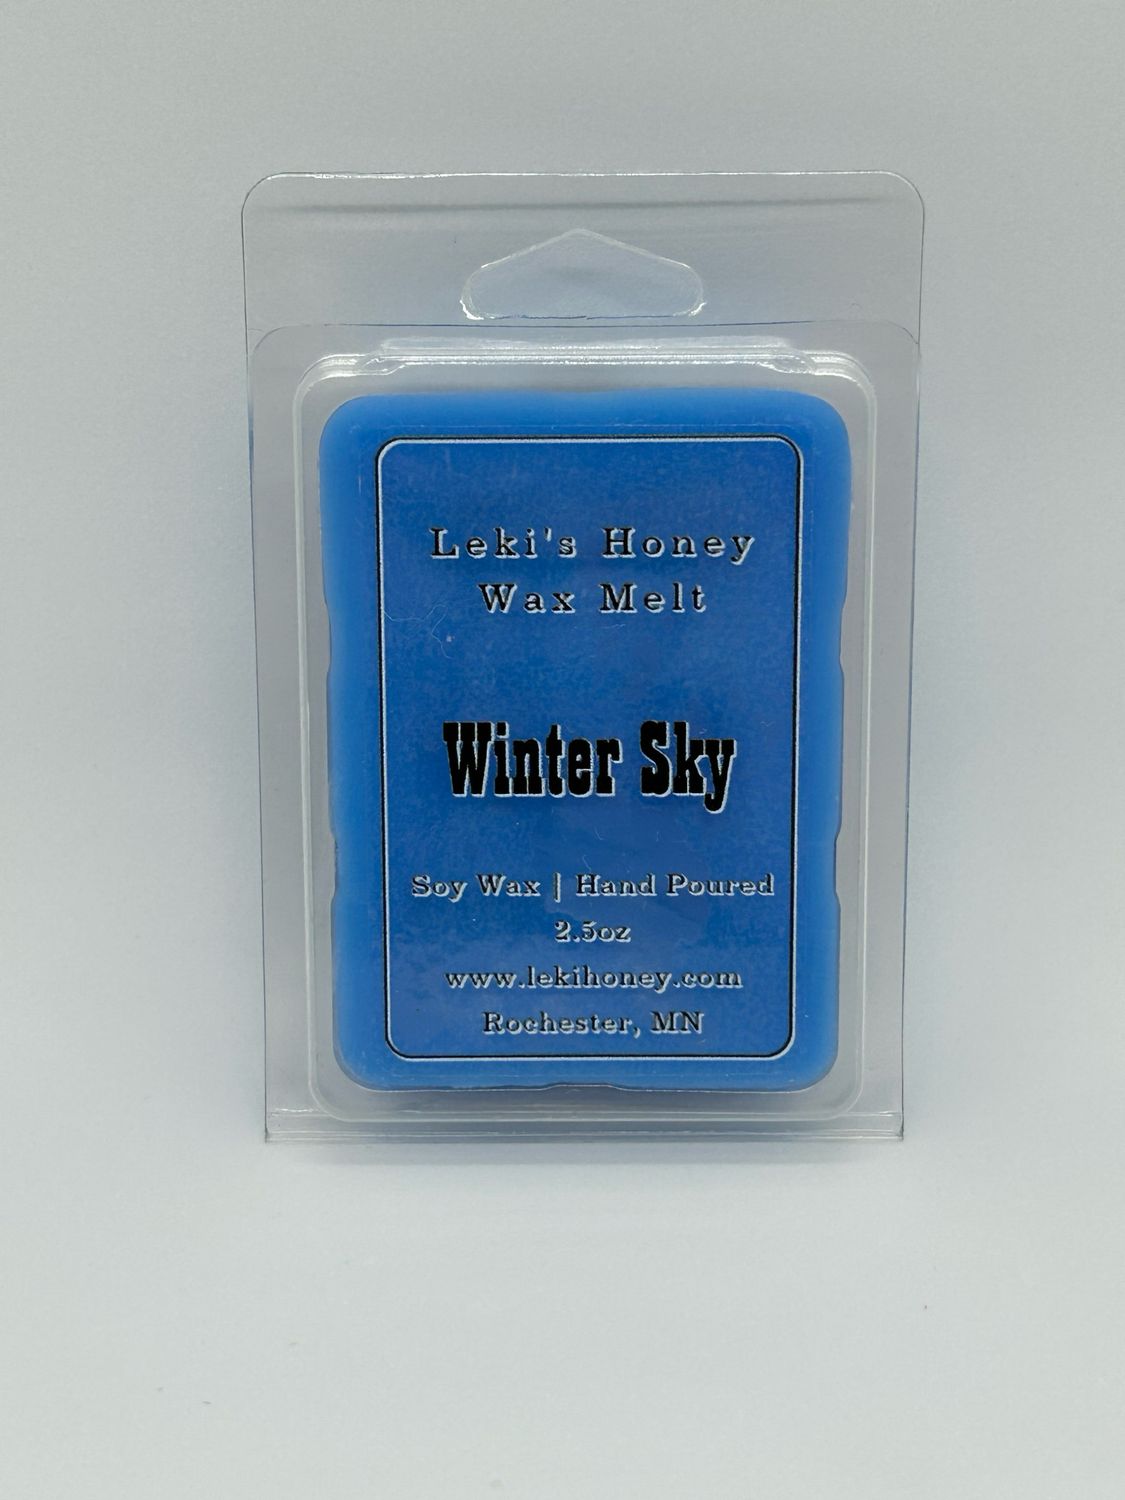 Leki's Honey
Wax Melt
Winter Sky
Soy Wax | Hand Poured
2.5oz
www.lekihoney.com
Rochester, MN